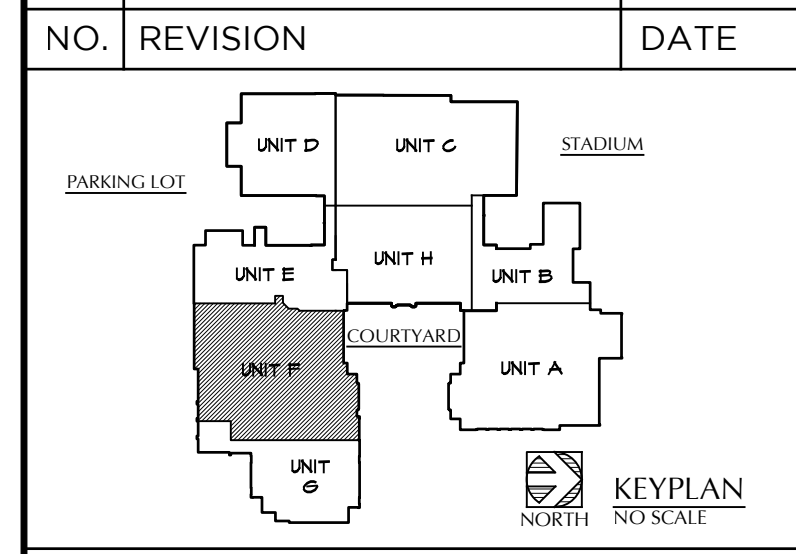 NO. REVISION DATE
UNIT D UNIT C STADIUM
PARKING LOT
UNIT E UNIT H UNIT B
COURTYARD
UNIT F UNIT A
UNIT
G
KEYPLAN
NORTH NO SCALE